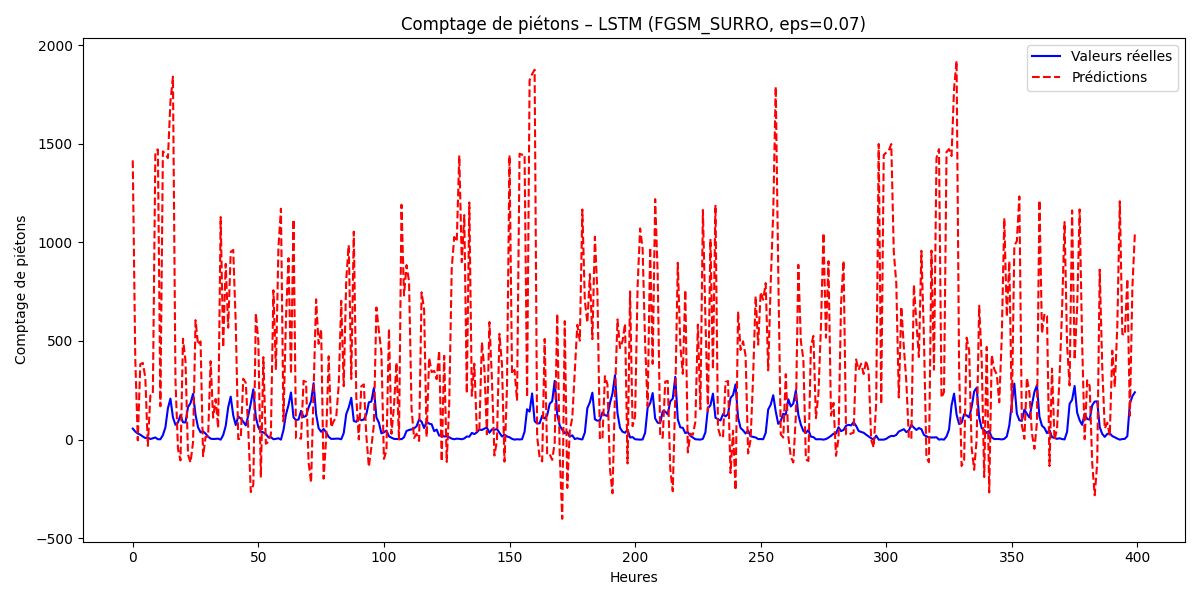 Comptage de piétons – LSTM (FGSM_SURRO, eps=0.07)
Valeurs réelles
Prédictions
Comptage de piétons
2000
1500
1000
500
0
−500
0 50 100 150 200 250 300 350 400
Heures